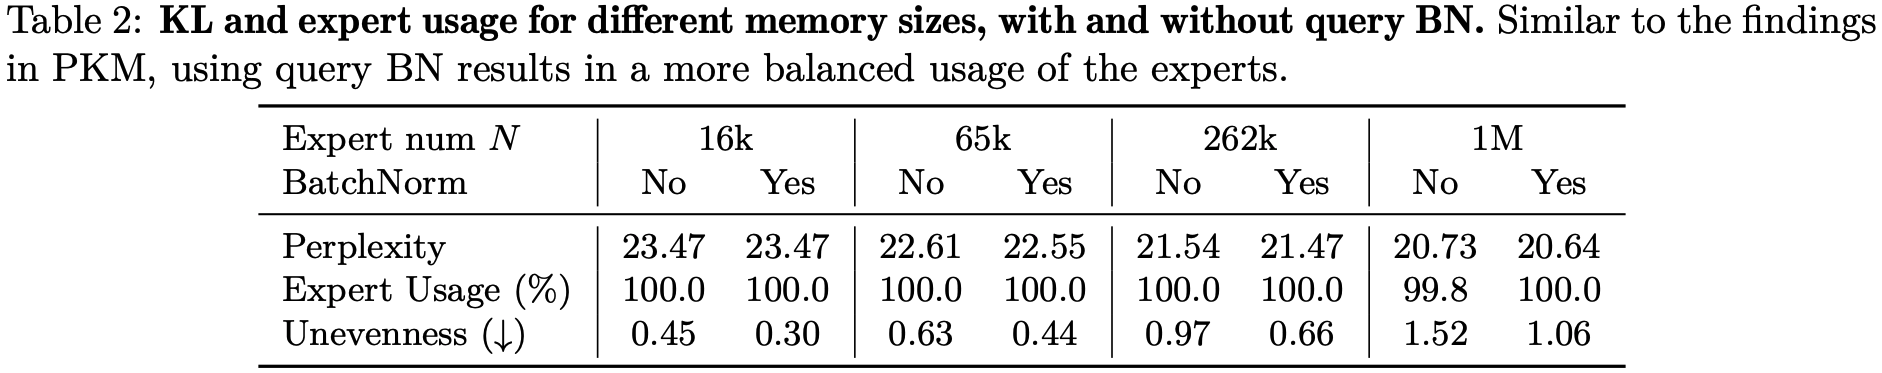 Table 2: KL and expert usage for different memory sizes, with and without query BN. Similar to the findings
in PKM, using query BN results in a more balanced usage of the experts.
Expert num N 16k 65k 262k 1M
BatchNorm No Yes No Yes No Yes No Yes
Perplexity 23.47 23.47 22.61 22.55 21.54 21.47 20.73 20.64
Expert Usage (%) 100.0 100.0 100.0 100.0 100.0 100.0 99.8 100.0
Unevenness (↓) 0.45 0.30 0.63 0.44 0.97 0.66 1.52 1.06